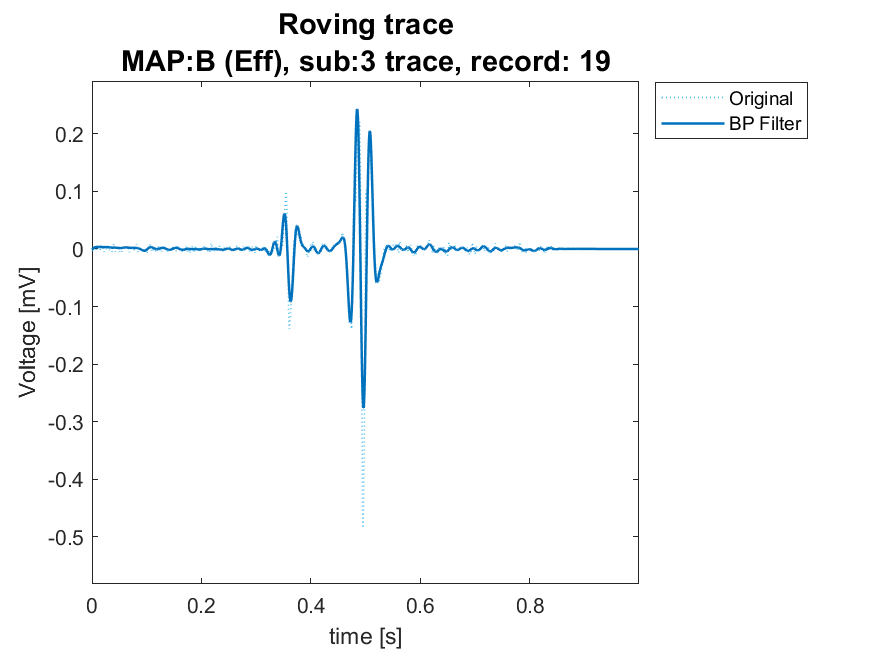 Roving trace
MAP:B (Eff), sub:3 trace, record: 19
Original
BP Filter
0.2
0.1
0
-0.1
-0.2
-0.3
-0.4
-0.5
Voltage [mV]
0
0.2
0.4
0.6
0.8
time [s]